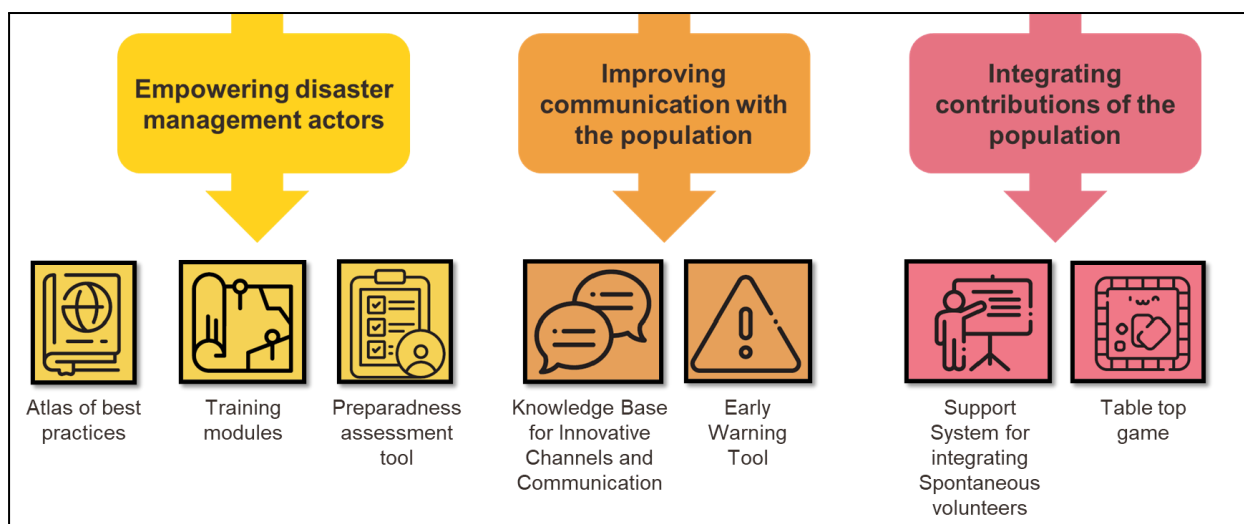 Empowering disaster
management actors
Improving
communication with
the population
Integrating
contributions of the
population
Atlas of best
practices
Training
modules
Preparadness
assessment
tool
Knowledge Base
for Innovative
Channels and
Communication
Early
Warning
Tool
Support
System for
integrating
Spontaneous
volunteers
Table top
game